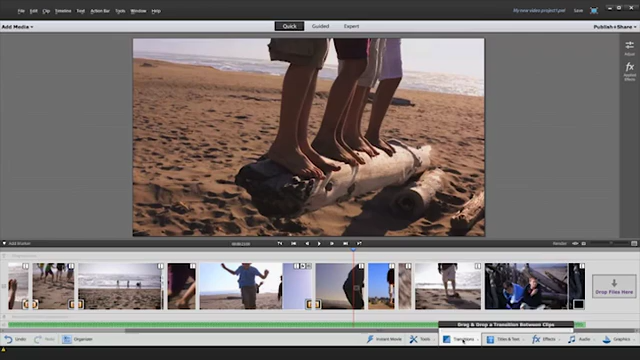 File Edit Clip Timeline Text Action Bar Tools Window Help
My new video project1.prel Save
Add Media Quick Guided Expert Publish+Share
Adjust
fx
Applied Effects
Render
Drop Files Here
Drag & Drop a Transition Between Clips
Undo Redo Organizer Instant Movie Tools Transitions Titles & Text fx Effects Audio Graphics